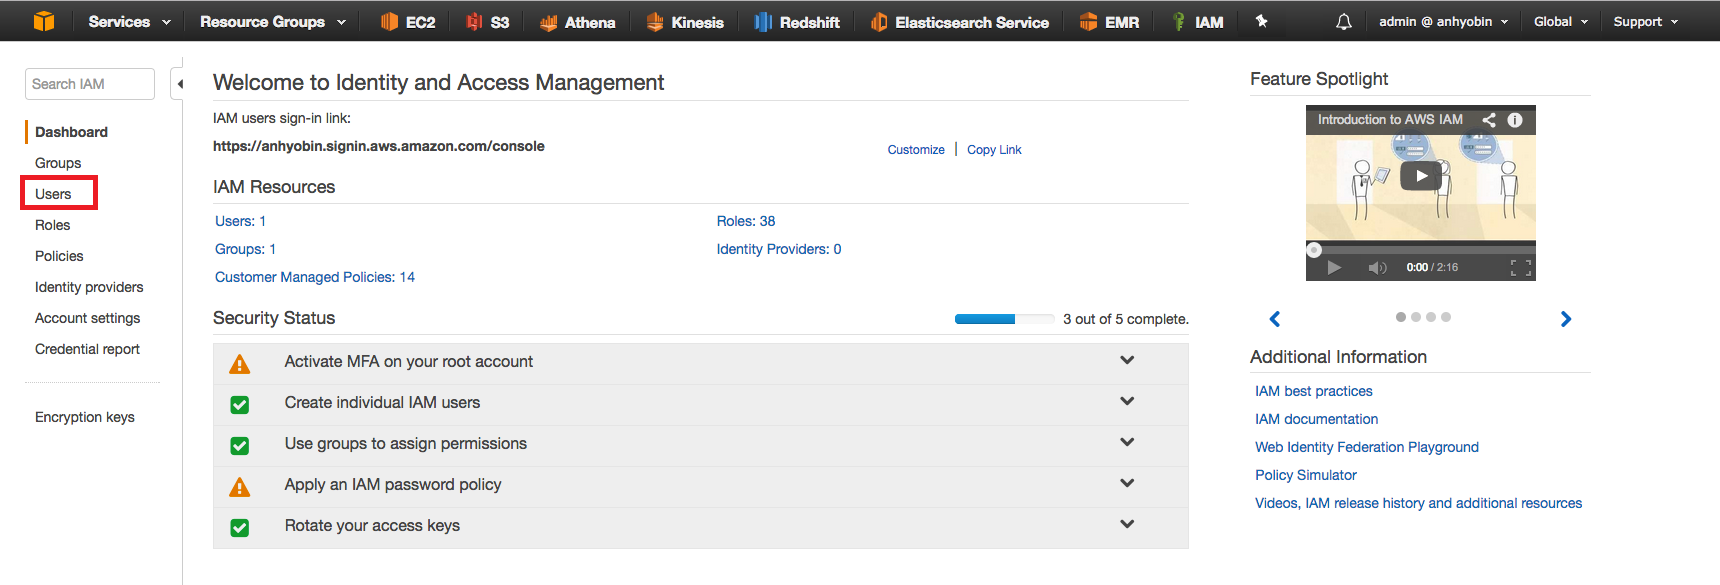 Services Resource Groups EC2 S3 Athena Kinesis Redshift Elasticsearch Service EMR IAM admin @ anhyobin Global Support
Search IAM
Dashboard
Groups
Users
Roles
Policies
Identity providers
Account settings
Credential report
Encryption keys
Welcome to Identity and Access Management
IAM users sign-in link:
https://anhyobin.signin.aws.amazon.com/console
Customize | Copy Link
IAM Resources
Users: 1
Roles: 38
Groups: 1
Identity Providers: 0
Customer Managed Policies: 14
Security Status
3 out of 5 complete.
Activate MFA on your root account
Create individual IAM users
Use groups to assign permissions
Apply an IAM password policy
Rotate your access keys
Feature Spotlight
Introduction to AWS IAM
0:00 / 2:16
Additional Information
IAM best practices
IAM documentation
Web Identity Federation Playground
Policy Simulator
Videos, IAM release history and additional resources